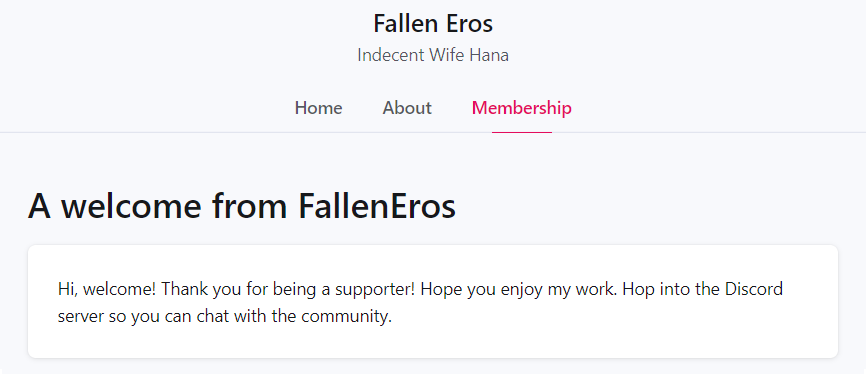 Fallen Eros
Indecent Wife Hana
Home About Membership
A welcome from FallenEros
Hi, welcome! Thank you for being a supporter! Hope you enjoy my work. Hop into the Discord
server so you can chat with the community.